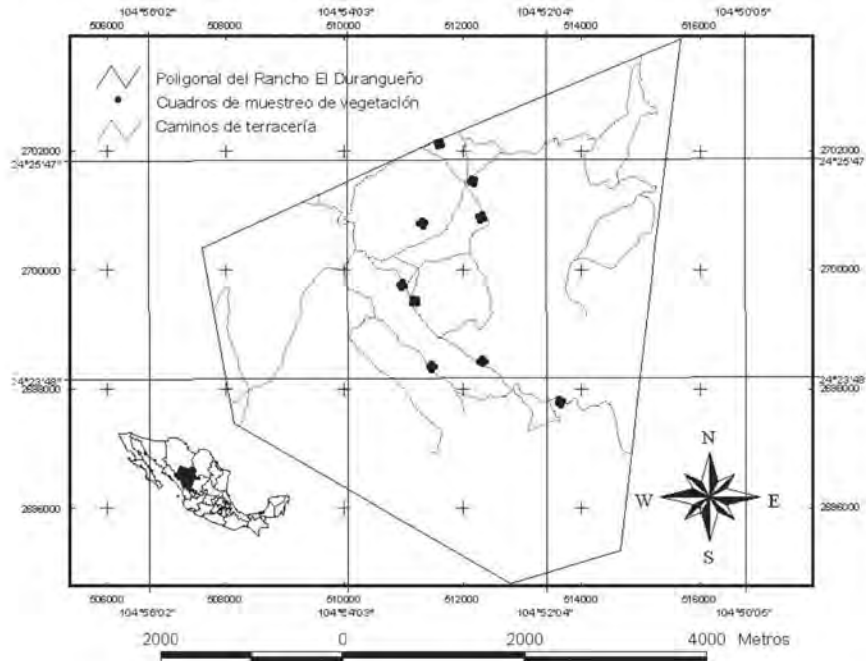 104°56'02" 104°54'03" 104°52'04" 104°50'05"
506000 508000 510000 512000 514000 516000
Poligonal del Rancho El Durangueño
Cuadros de muestreo de vegetación
Caminos de terracería
2702000 2702000
24°25'47" 24°25'47"
2700000 2700000
24°23'48" 24°23'48"
2698000 2698000
N
W E
S
2696000 2696000
506000 508000 510000 512000 514000 516000
104°56'02" 104°54'03" 104°52'04" 104°50'05"
2000 0 2000 4000 Metros